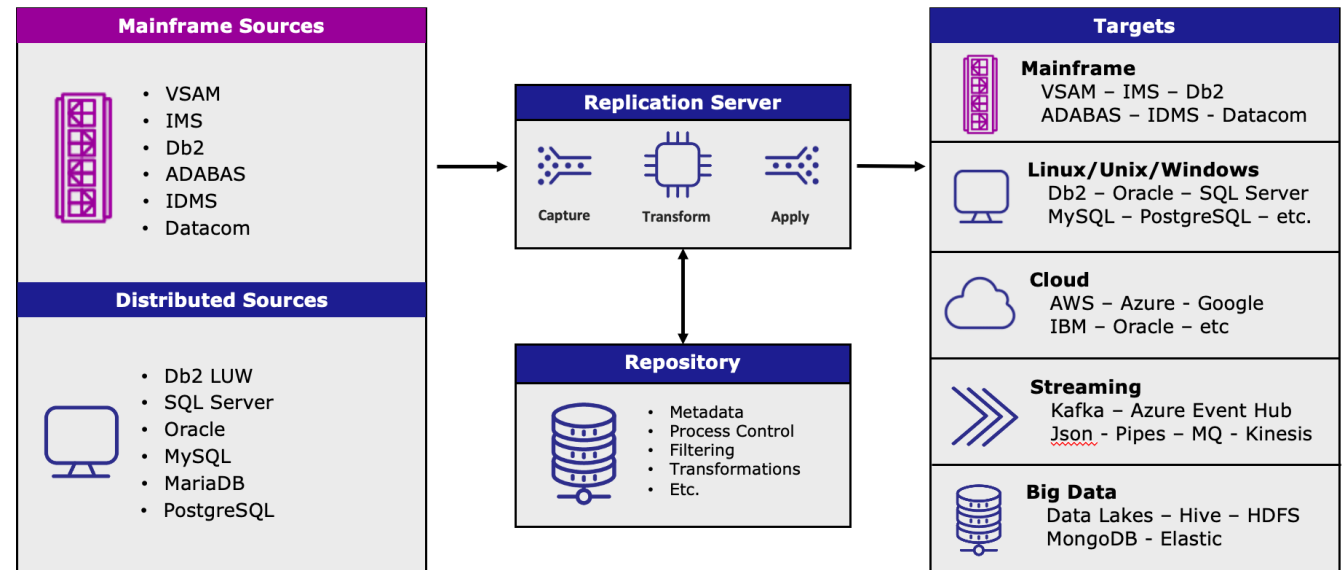 Mainframe Sources
• VSAM
• IMS
• Db2
• ADABAS
• IDMS
• Datacom
Distributed Sources
• Db2 LUW
• SQL Server
• Oracle
• MySQL
• MariaDB
• PostgreSQL
Replication Server
Capture
Transform
Apply
Repository
• Metadata
• Process Control
• Filtering
• Transformations
• Etc.
Targets
Mainframe
VSAM – IMS – Db2
ADABAS – IDMS - Datacom
Linux/Unix/Windows
Db2 – Oracle – SQL Server
MySQL – PostgreSQL – etc.
Cloud
AWS – Azure - Google
IBM – Oracle – etc
Streaming
Kafka – Azure Event Hub
Json - Pipes – MQ - Kinesis
Big Data
Data Lakes – Hive – HDFS
MongoDB - Elastic